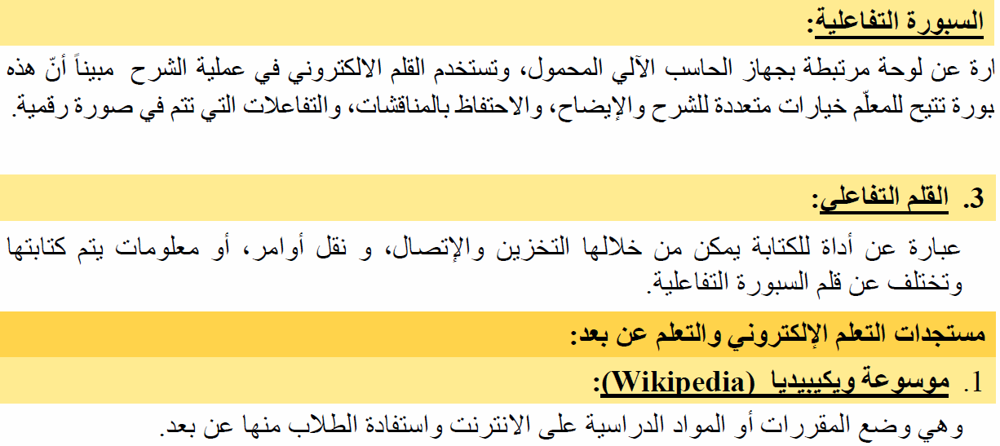 السبورة التفاعلية:
ارة عن لوحة مرتبطة بجهاز الحاسب الآلي المحمول، وتستخدم القلم الالكتروني في عملية الشرح مبيناً أنّ هذه
بورة تتيح للمعلّم خيارات متعددة للشرح والإيضاح، والاحتفاظ بالمناقشات، والتفاعلات التي تتم في صورة رقمية.
3. القلم التفاعلي:
عبارة عن أداة للكتابة يمكن من خلالها التخزين والإتصال، و نقل أوامر، أو معلومات يتم كتابتها
وتختلف عن قلم السبورة التفاعلية.
مستجدات التعلم الإلكتروني والتعلم عن بعد:
1. موسوعة ويكيبيديا (Wikipedia):
وهي وضع المقررات أو المواد الدراسية على الانترنت واستفادة الطلاب منها عن بعد.